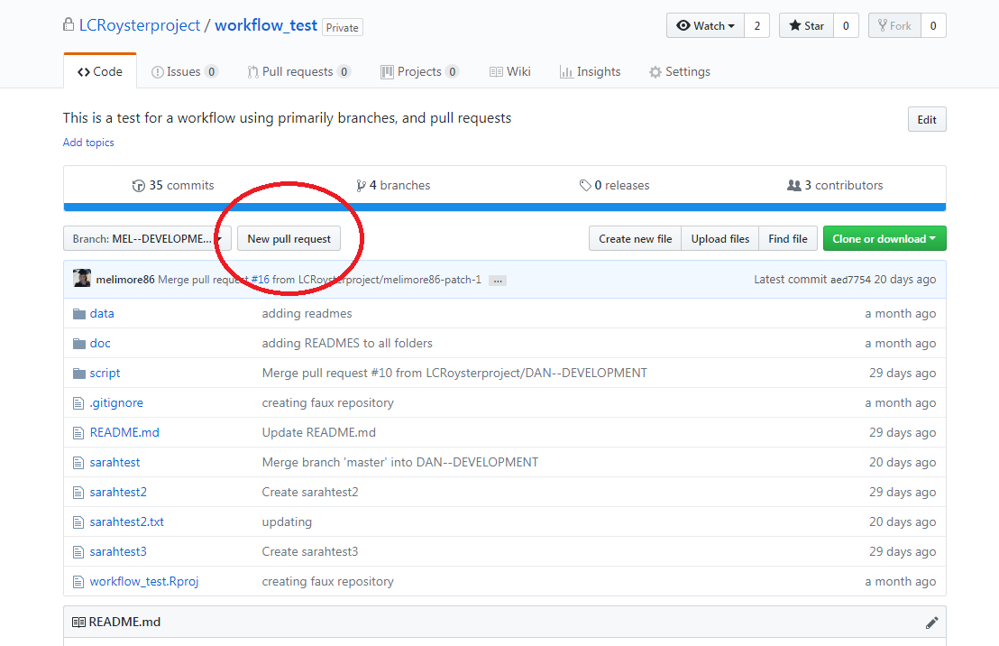 LCRoysterproject / workflow_test Private Watch 2 Star 0 Fork 0
Code Issues 0 Pull requests 0 Projects 0 Wiki Insights Settings
This is a test for a workflow using primarily branches, and pull requests Edit
Add topics
35 commits 4 branches 0 releases 3 contributors
Branch: MEL--DEVELOPME... New pull request Create new file Upload files Find file Clone or download
melimore86 Merge pull request #16 from LCRoysterproject/melimore86-patch-1 ... Latest commit aed7754 20 days ago
data adding readmes a month ago
doc adding READMES to all folders a month ago
script Merge pull request #10 from LCRoysterproject/DAN--DEVELOPMENT 29 days ago
.gitignore creating faux repository a month ago
README.md Update README.md 29 days ago
sarahtest Merge branch 'master' into DAN--DEVELOPMENT 20 days ago
sarahtest2 Create sarahtest2 29 days ago
sarahtest2.txt updating 20 days ago
sarahtest3 Create sarahtest3 29 days ago
workflow_test.Rproj creating faux repository a month ago
README.md